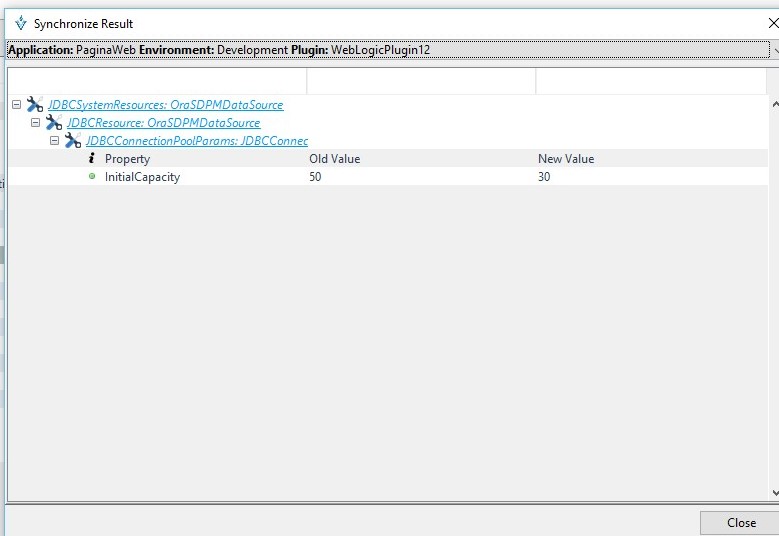 Synchronize Result
Application: PaginaWeb Environment: Development Plugin: WebLogicPlugin12
JDBCSystemResources: OraSDPMDataSource
JDBCResource: OraSDPMDataSource
JDBCConnectionPoolParams: JDBCConnec
Property Old Value New Value
InitialCapacity 50 30
Close